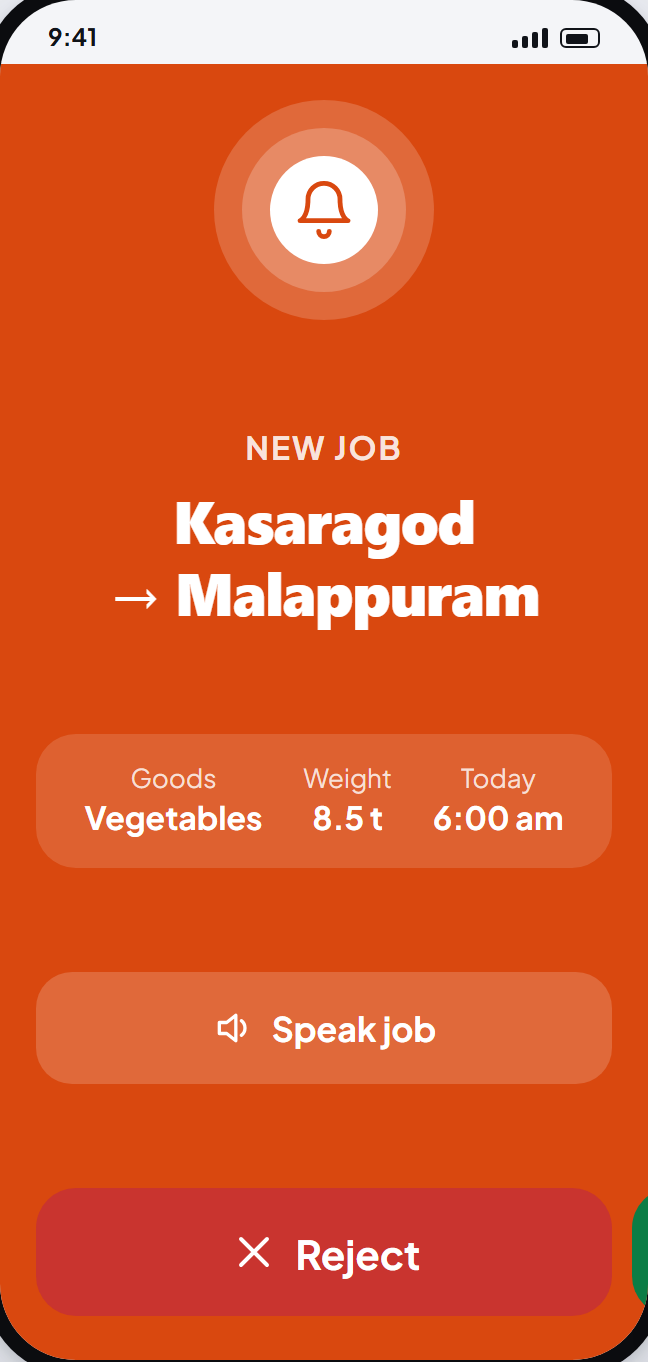 9:41
NEW JOB
Kasaragod
→ Malappuram
Goods Weight Today
Vegetables 8.5 t 6:00 am
Speak job
Reject